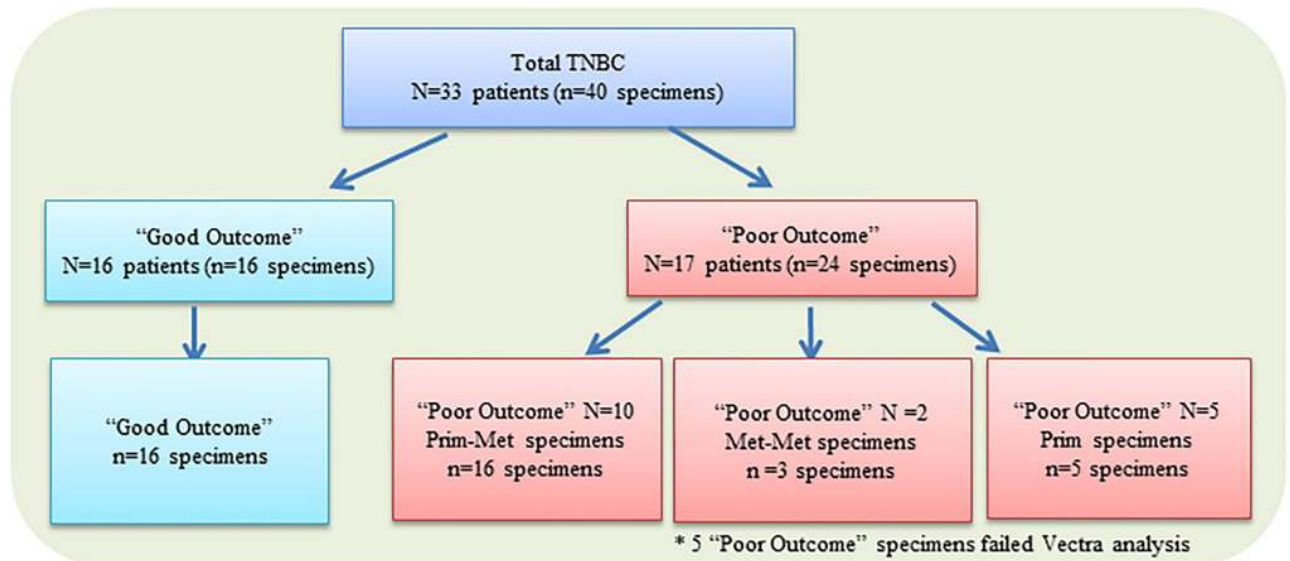 Total TNBC
N=33 patients (n=40 specimens)
“Good Outcome”
N=16 patients (n=16 specimens)
“Poor Outcome”
N=17 patients (n=24 specimens)
“Good Outcome”
n=16 specimens
“Poor Outcome” N=10
Prim-Met specimens
n=16 specimens
“Poor Outcome” N =2
Met-Met specimens
n =3 specimens
“Poor Outcome” N=5
Prim specimens
n=5 specimens
* 5 “Poor Outcome” specimens failed Vectra analysis